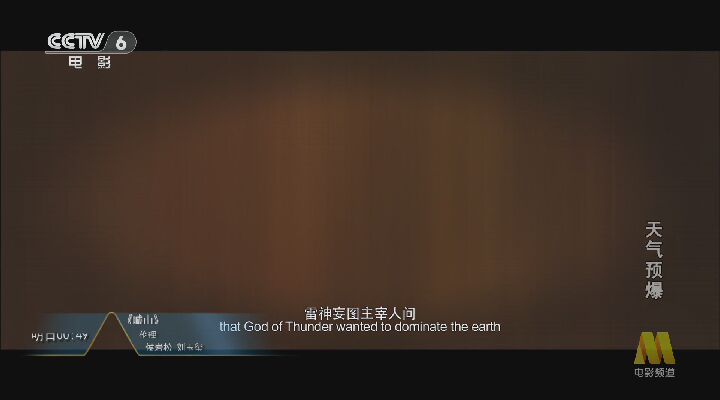 CCTV 6
电影
天气预爆
雷神妄图主宰人间
that God of Thunder wanted to dominate the earth
明日00:49
电影频道